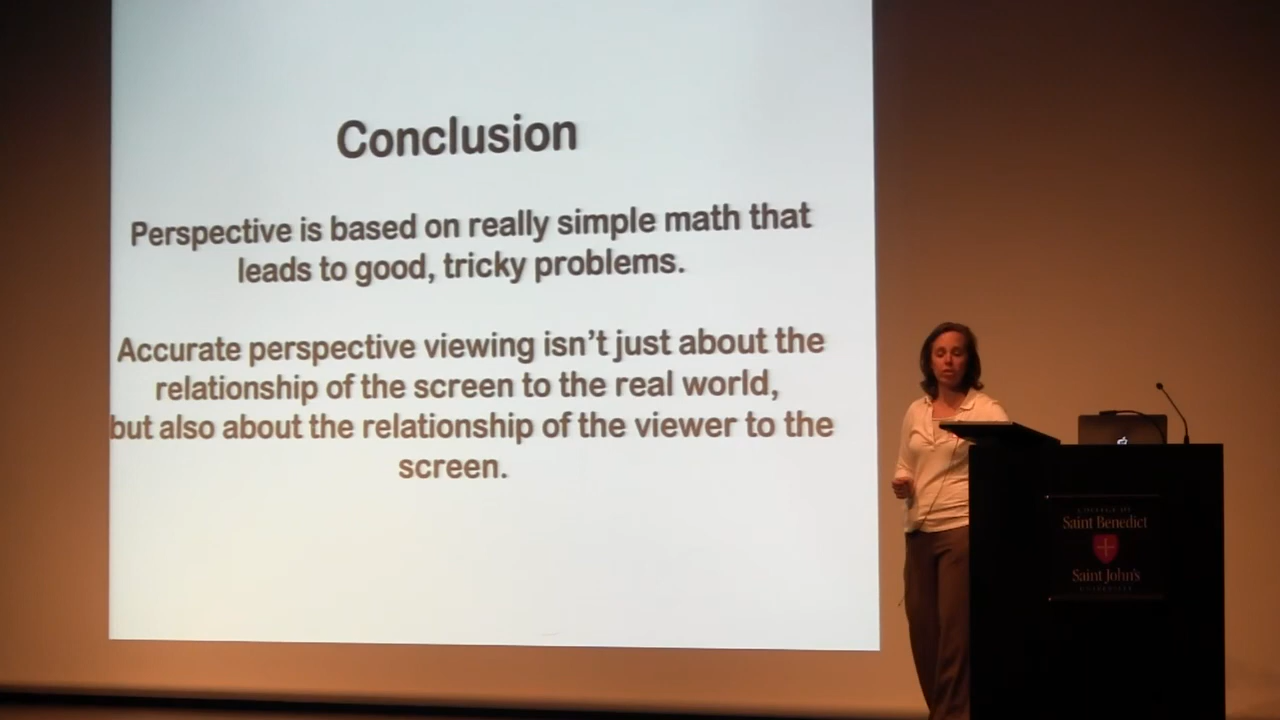 Conclusion
Perspective is based on really simple math that
leads to good, tricky problems.
Accurate perspective viewing isn't just about the
relationship of the screen to the real world,
but also about the relationship of the viewer to the
screen.
COLLEGE OF
Saint Benedict
Saint John's
UNIVERSITY